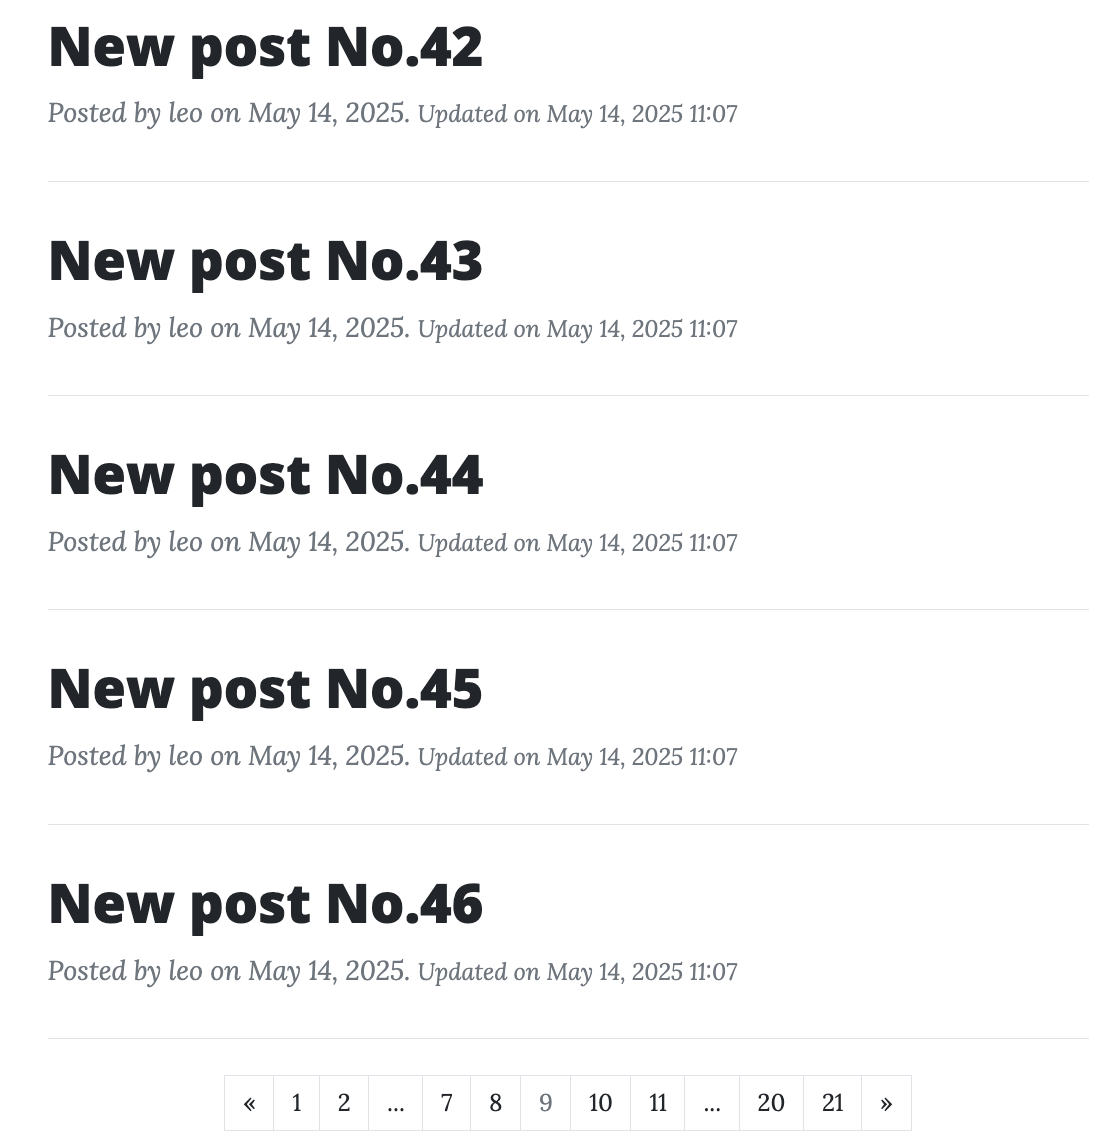 New post No.42
Posted by leo on May 14, 2025. Updated on May 14, 2025 11:07
New post No.43
Posted by leo on May 14, 2025. Updated on May 14, 2025 11:07
New post No.44
Posted by leo on May 14, 2025. Updated on May 14, 2025 11:07
New post No.45
Posted by leo on May 14, 2025. Updated on May 14, 2025 11:07
New post No.46
Posted by leo on May 14, 2025. Updated on May 14, 2025 11:07
« 1 2 ... 7 8 9 10 11 ... 20 21 »